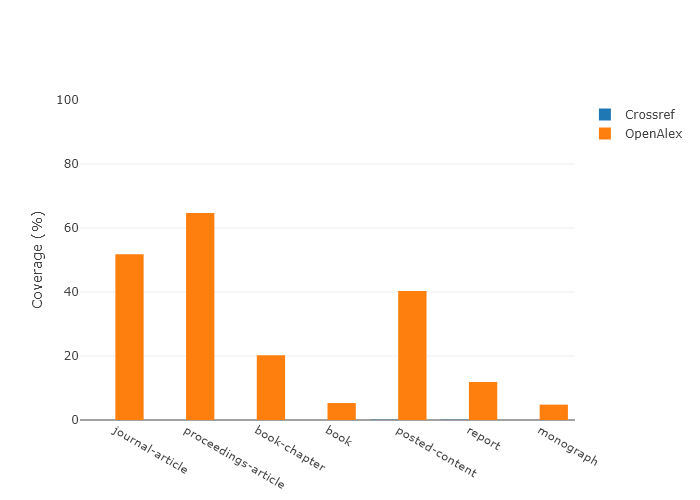 100
80
60
40
20
0
Coverage (%)
journal-article
proceedings-article
book-chapter
book
posted-content
report
monograph
Crossref
OpenAlex